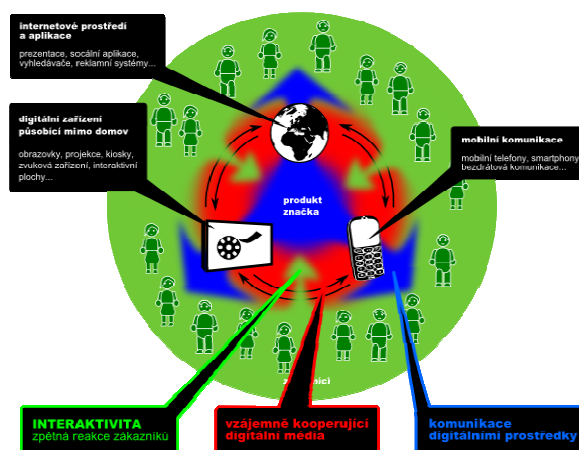 internetové prostředí
a aplikace
prezentace, sociální aplikace,
vyhledávače, reklamní systémy...
digitální zařízení
působící mimo domov
obrazovky, projekce, kiosky,
zvuková zařízení, interaktivní
plochy...
mobilní komunikace
mobilní telefony, smartphony
bezdrátová komunikace...
produkt
značka
INTERAKTIVITA
zpětná reakce zákazníků
vzájemně kooperující
digitální média
komunikace
digitálními prostředky